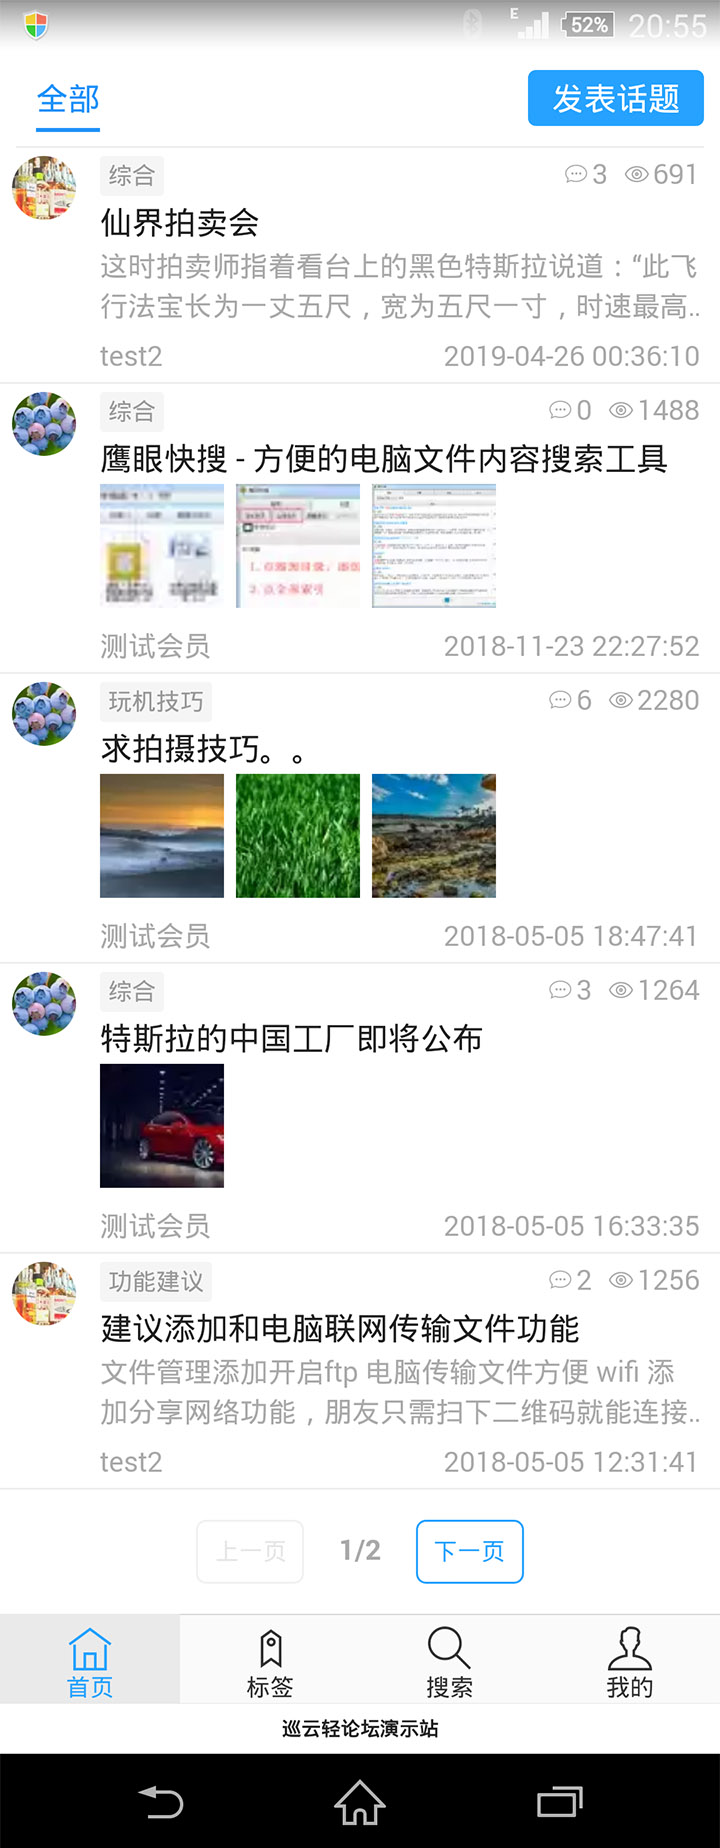 E 52% 20:55
全部 发表话题
综合 3 691
仙界拍卖会
这时拍卖师指着看台上的黑色特斯拉说道：“此飞
行法宝长为一丈五尺，宽为五尺一寸，时速最高..
test2 2019-04-26 00:36:10
综合 0 1488
鹰眼快搜 - 方便的电脑文件内容搜索工具
测试会员 2018-11-23 22:27:52
玩机技巧 6 2280
求拍摄技巧。。
测试会员 2018-05-05 18:47:41
综合 3 1264
特斯拉的中国工厂即将公布
测试会员 2018-05-05 16:33:35
功能建议 2 1256
建议添加和电脑联网传输文件功能
文件管理添加开启ftp 电脑传输文件方便 wifi 添
加分享网络功能，朋友只需扫下二维码就能连接..
test2 2018-05-05 12:31:41
上一页 1/2 下一页
首页 标签 搜索 我的
巡云轻论坛演示站